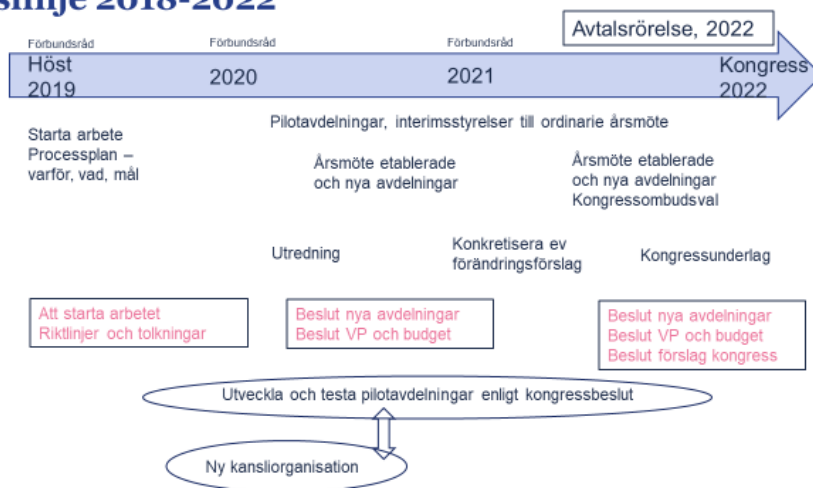 slinje 2018-2022
Avtalsrörelse, 2022
Förbundsråd
Förbundsråd
Förbundsråd
Höst
2019
2020
2021
Kongress
2022
Pilotavdelningar, interimsstyrelser till ordinarie årsmöte
Starta arbete
Processplan –
varför, vad, mål
Årsmöte etablerade
och nya avdelningar
Årsmöte etablerade
och nya avdelningar
Kongressombudsval
Utredning
Konkretisera ev
förändringsförslag
Kongressunderlag
Att starta arbetet
Riktlinjer och tolkningar
Beslut nya avdelningar
Beslut VP och budget
Beslut nya avdelningar
Beslut VP och budget
Beslut förslag kongress
Utveckla och testa pilotavdelningar enligt kongressbeslut
Ny kansliorganisation